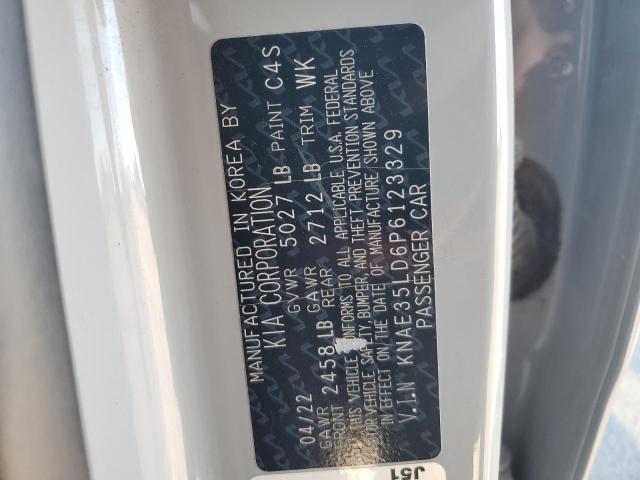 MANUFACTURED IN KOREA BY
KIA CORPORATION
04/22 GVWR 5027 LB PAINT C4S
GAWR FRONT 2458 LB GAWR REAR 2712 LB TRIM WK
THIS VEHICLE CONFORMS TO ALL APPLICABLE U.S.A. FEDERAL
MOTOR VEHICLE SAFETY, BUMPER, AND THEFT PREVENTION STANDARDS
IN EFFECT ON THE DATE OF MANUFACTURE SHOWN ABOVE
V.I.N KNAE35LD6P6123329
PASSENGER CAR
J51